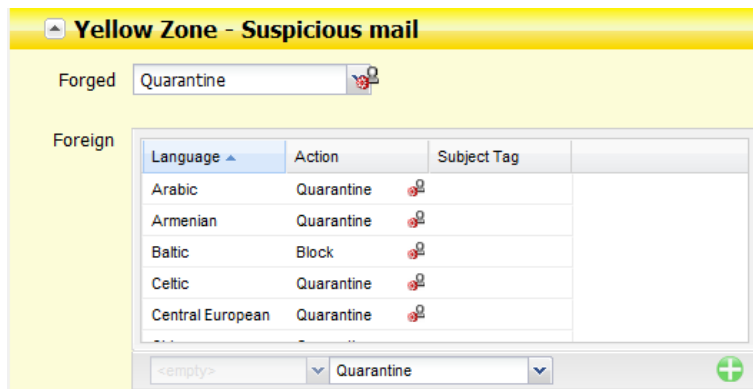 Yellow Zone - Suspicious mail
Forged Quarantine
Foreign
Language Action Subject Tag
Arabic Quarantine
Armenian Quarantine
Baltic Block
Celtic Quarantine
Central European Quarantine
<empty> Quarantine